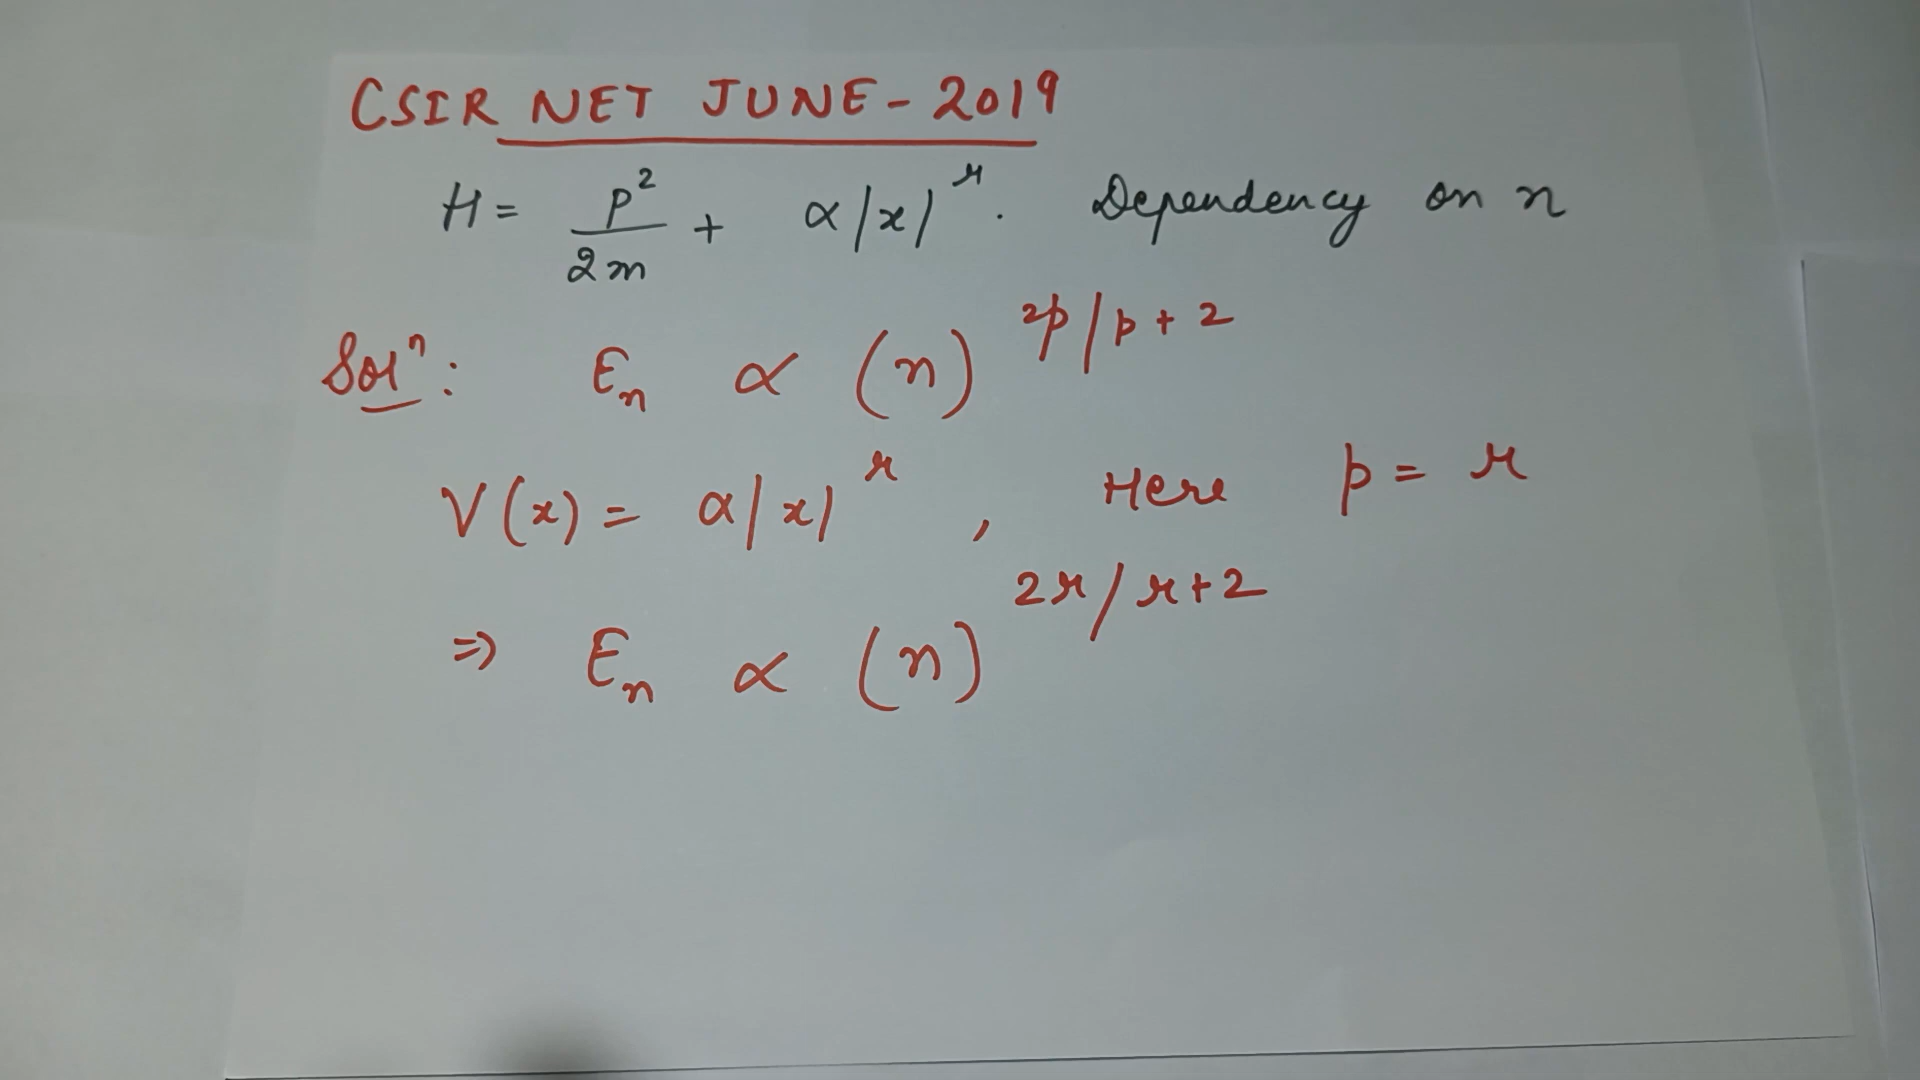 CSIR NET JUNE-2019
H = p²/2m + α|x|^r. Dependency on n
Solⁿ: Eₙ ∝ (n)^2p/p+2
V(x) = α|x|^r, Here p = r
⇒ Eₙ ∝ (n)^2r/r+2